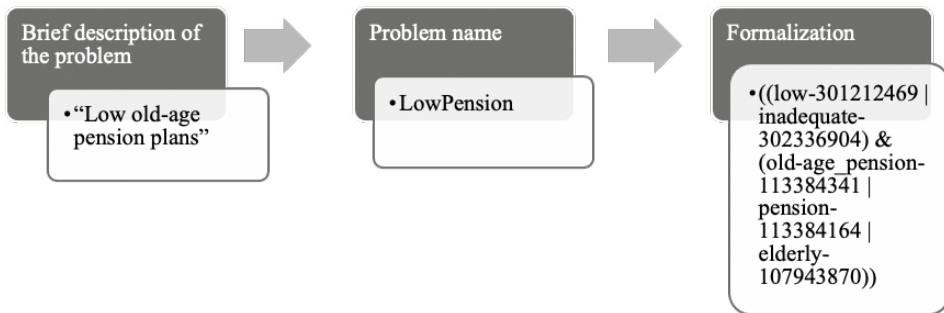 Brief description of
the problem
•“Low old-age
pension plans”
Problem name
•LowPension
Formalization
•((low-301212469 |
inadequate-
302336904) &
(old-age_pension-
113384341 |
pension-
113384164 |
elderly-
107943870))